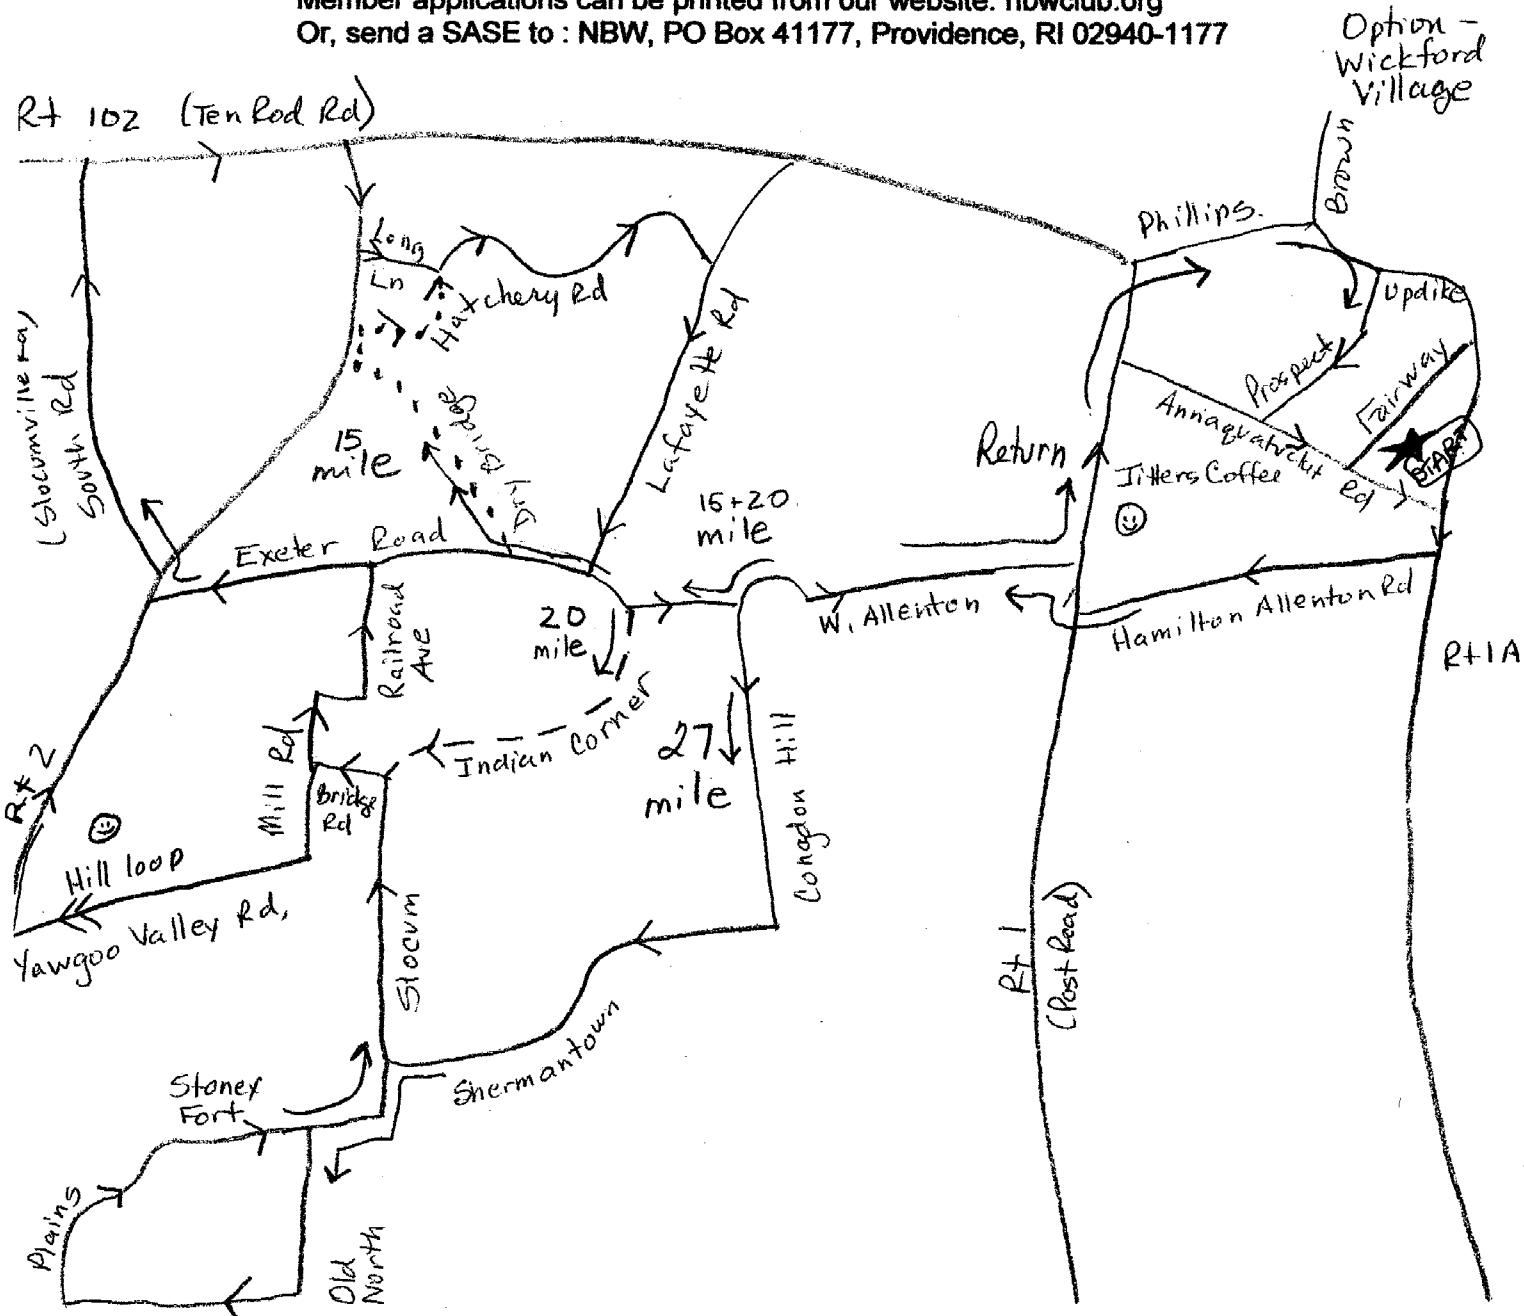 Member applications can be printed from our website: nbwclub.org
Or, send a SASE to : NBW, PO Box 41177, Providence, RI 02940-1177
Option -
Wickford
Village
Rt 102 (Ten Rod Rd)
Brown
Phillips.
Long
Ln
Hatchery Rd
Updike
Prospect
Fairway
START
Annaquatucket Rd
Lafayette Rd
South Rd
Dry Bridge
15
mile
Return
Jitters Coffee
15+20
mile
Exeter Road
20
mile
W. Allenton
Hamilton Allenton Rd
Rt 1A
Railroad
Ave
Indian Corner
27
mile
Congdon Hill
Rt 2
Mill Rd
Bridge
Rd
Hill loop
Yawgoo Valley Rd,
Slocum
Rt 1
(Post Road)
Shermantown
Stoney
Fort
Plains
Old
North